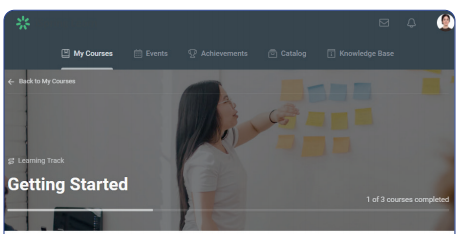 My Courses
Events
Achievements
Catalog
Knowledge Base
Back to My Courses
Learning Track
Getting Started
1 of 3 courses completed